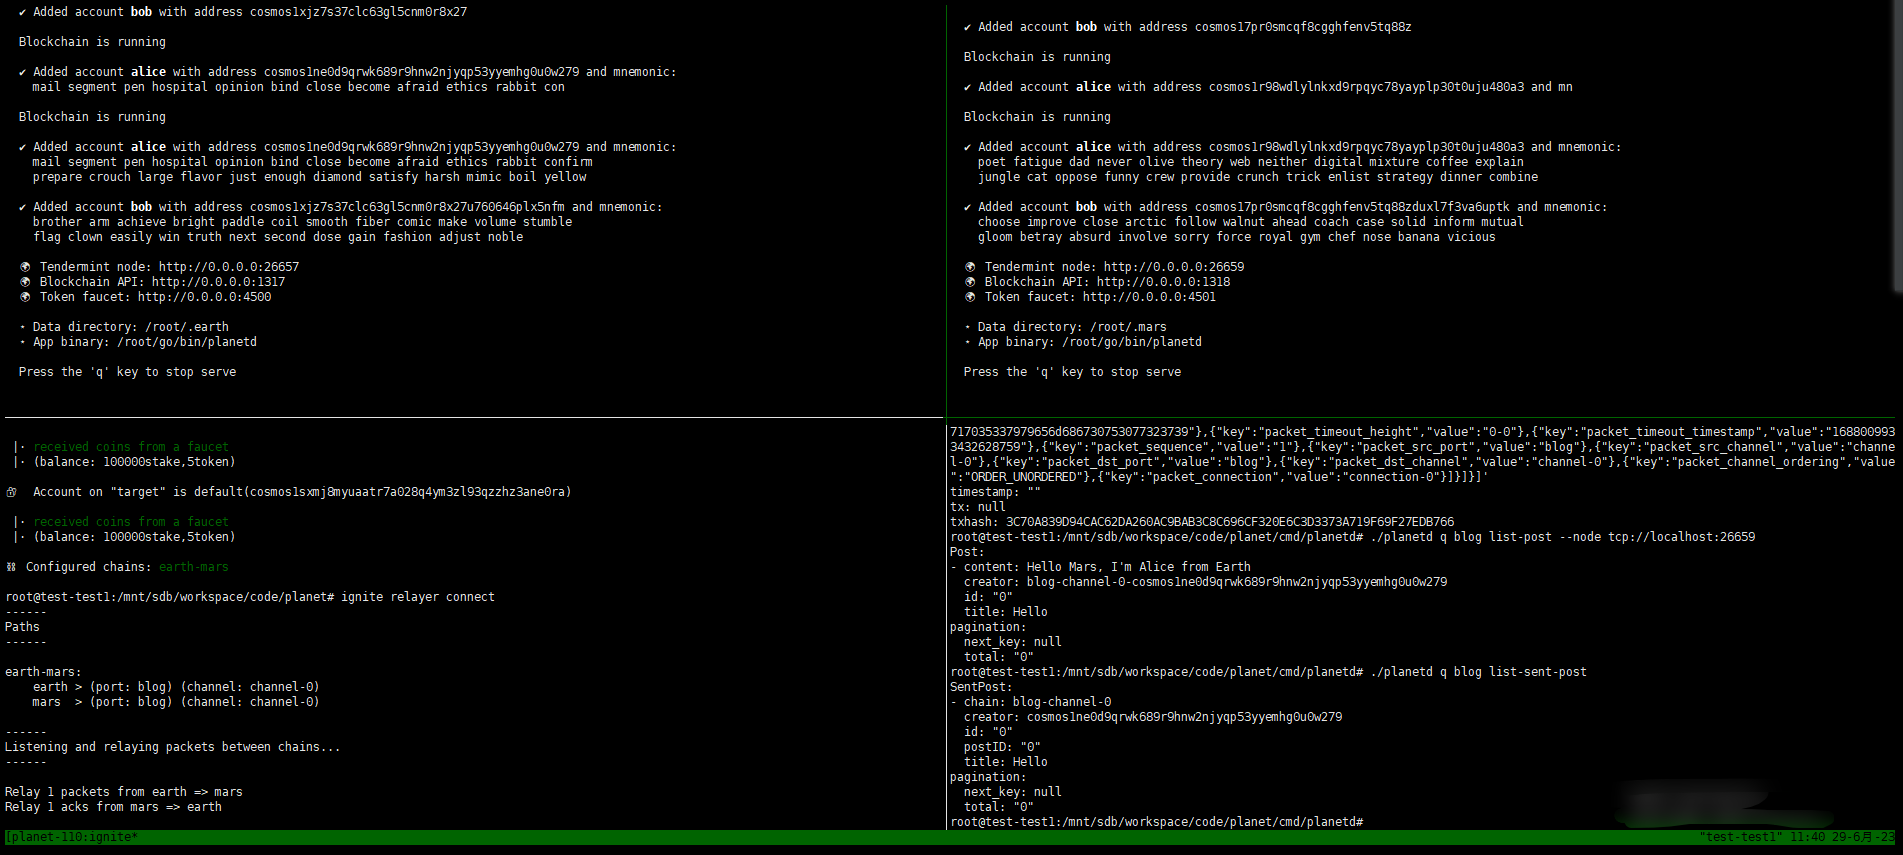 ✔ Added account bob with address cosmos1xjz7s37clc63gl5cnm0r8x27
Blockchain is running
✔ Added account alice with address cosmos1ne0d9qrwk689r9hnw2njyqp53yyemhg0u0w279 and mnemonic:
mail segment pen hospital opinion bind close become afraid ethics rabbit con
Blockchain is running
✔ Added account alice with address cosmos1ne0d9qrwk689r9hnw2njyqp53yyemhg0u0w279 and mnemonic:
mail segment pen hospital opinion bind close become afraid ethics rabbit confirm
prepare crouch large flavor just enough diamond satisfy harsh mimic boil yellow
✔ Added account bob with address cosmos1xjz7s37clc63gl5cnm0r8x27u760646plx5nfm and mnemonic:
brother arm achieve bright paddle coil smooth fiber comic make volume stumble
flag clown easily win truth next second dose gain fashion adjust noble
🌍 Tendermint node: http://0.0.0.0:26657
🌍 Blockchain API: http://0.0.0.0:1317
🌍 Token faucet: http://0.0.0.0:4500
⋆ Data directory: /root/.earth
⋆ App binary: /root/go/bin/planetd
Press the 'q' key to stop serve
✔ Added account bob with address cosmos17pr0smcqf8cgghfenv5tq88z
Blockchain is running
✔ Added account alice with address cosmos1r98wdlylnkxd9rpqyc78yayplp30t0uju480a3 and mn
Blockchain is running
✔ Added account alice with address cosmos1r98wdlylnkxd9rpqyc78yayplp30t0uju480a3 and mnemonic:
poet fatigue dad never olive theory web neither digital mixture coffee explain
jungle cat oppose funny crew provide crunch trick enlist strategy dinner combine
✔ Added account bob with address cosmos17pr0smcqf8cgghfenv5tq88zduxl7f3va6uptk and mnemonic:
choose improve close arctic follow walnut ahead coach case solid inform mutual
gloom betray absurd involve sorry force royal gym chef nose banana vicious
🌍 Tendermint node: http://0.0.0.0:26659
🌍 Blockchain API: http://0.0.0.0:1318
🌍 Token faucet: http://0.0.0.0:4501
⋆ Data directory: /root/.mars
⋆ App binary: /root/go/bin/planetd
Press the 'q' key to stop serve
|· received coins from a faucet
|· (balance: 100000stake,5token)
🔐 Account on "target" is default(cosmos1sxmj8myuaatr7a028q4ym3zl93qzzhz3ane0ra)
|· received coins from a faucet
|· (balance: 100000stake,5token)
⛓ Configured chains: earth-mars
root@test-test1:/mnt/sdb/workspace/code/planet# ignite relayer connect
------
Paths
------
earth-mars:
earth > (port: blog) (channel: channel-0)
mars > (port: blog) (channel: channel-0)
------
Listening and relaying packets between chains...
------
Relay 1 packets from earth => mars
Relay 1 acks from mars => earth
717035337979656d686730753077323739"},{"key":"packet_timeout_height","value":"0-0"},{"key":"packet_timeout_timestamp","value":"168800993
3432628759"},{"key":"packet_sequence","value":"1"},{"key":"packet_src_port","value":"blog"},{"key":"packet_src_channel","value":"channe
l-0"},{"key":"packet_dst_port","value":"blog"},{"key":"packet_dst_channel","value":"channel-0"},{"key":"packet_channel_ordering","value
":"ORDER_UNORDERED"},{"key":"packet_connection","value":"connection-0"}]}]}]'
timestamp: ""
tx: null
txhash: 3C70A839D94CAC62DA260AC9BAB3C8C696CF320E6C3D3373A719F69F27EDB766
root@test-test1:/mnt/sdb/workspace/code/planet/cmd/planetd# ./planetd q blog list-post --node tcp://localhost:26659
Post:
- content: Hello Mars, I'm Alice from Earth
creator: blog-channel-0-cosmos1ne0d9qrwk689r9hnw2njyqp53yyemhg0u0w279
id: "0"
title: Hello
pagination:
next_key: null
total: "0"
root@test-test1:/mnt/sdb/workspace/code/planet/cmd/planetd# ./planetd q blog list-sent-post
SentPost:
- chain: blog-channel-0
creator: cosmos1ne0d9qrwk689r9hnw2njyqp53yyemhg0u0w279
id: "0"
postID: "0"
title: Hello
pagination:
next_key: null
total: "0"
root@test-test1:/mnt/sdb/workspace/code/planet/cmd/planetd#
[planet-110:ignite* "test-test1" 11:40 29-6月-23